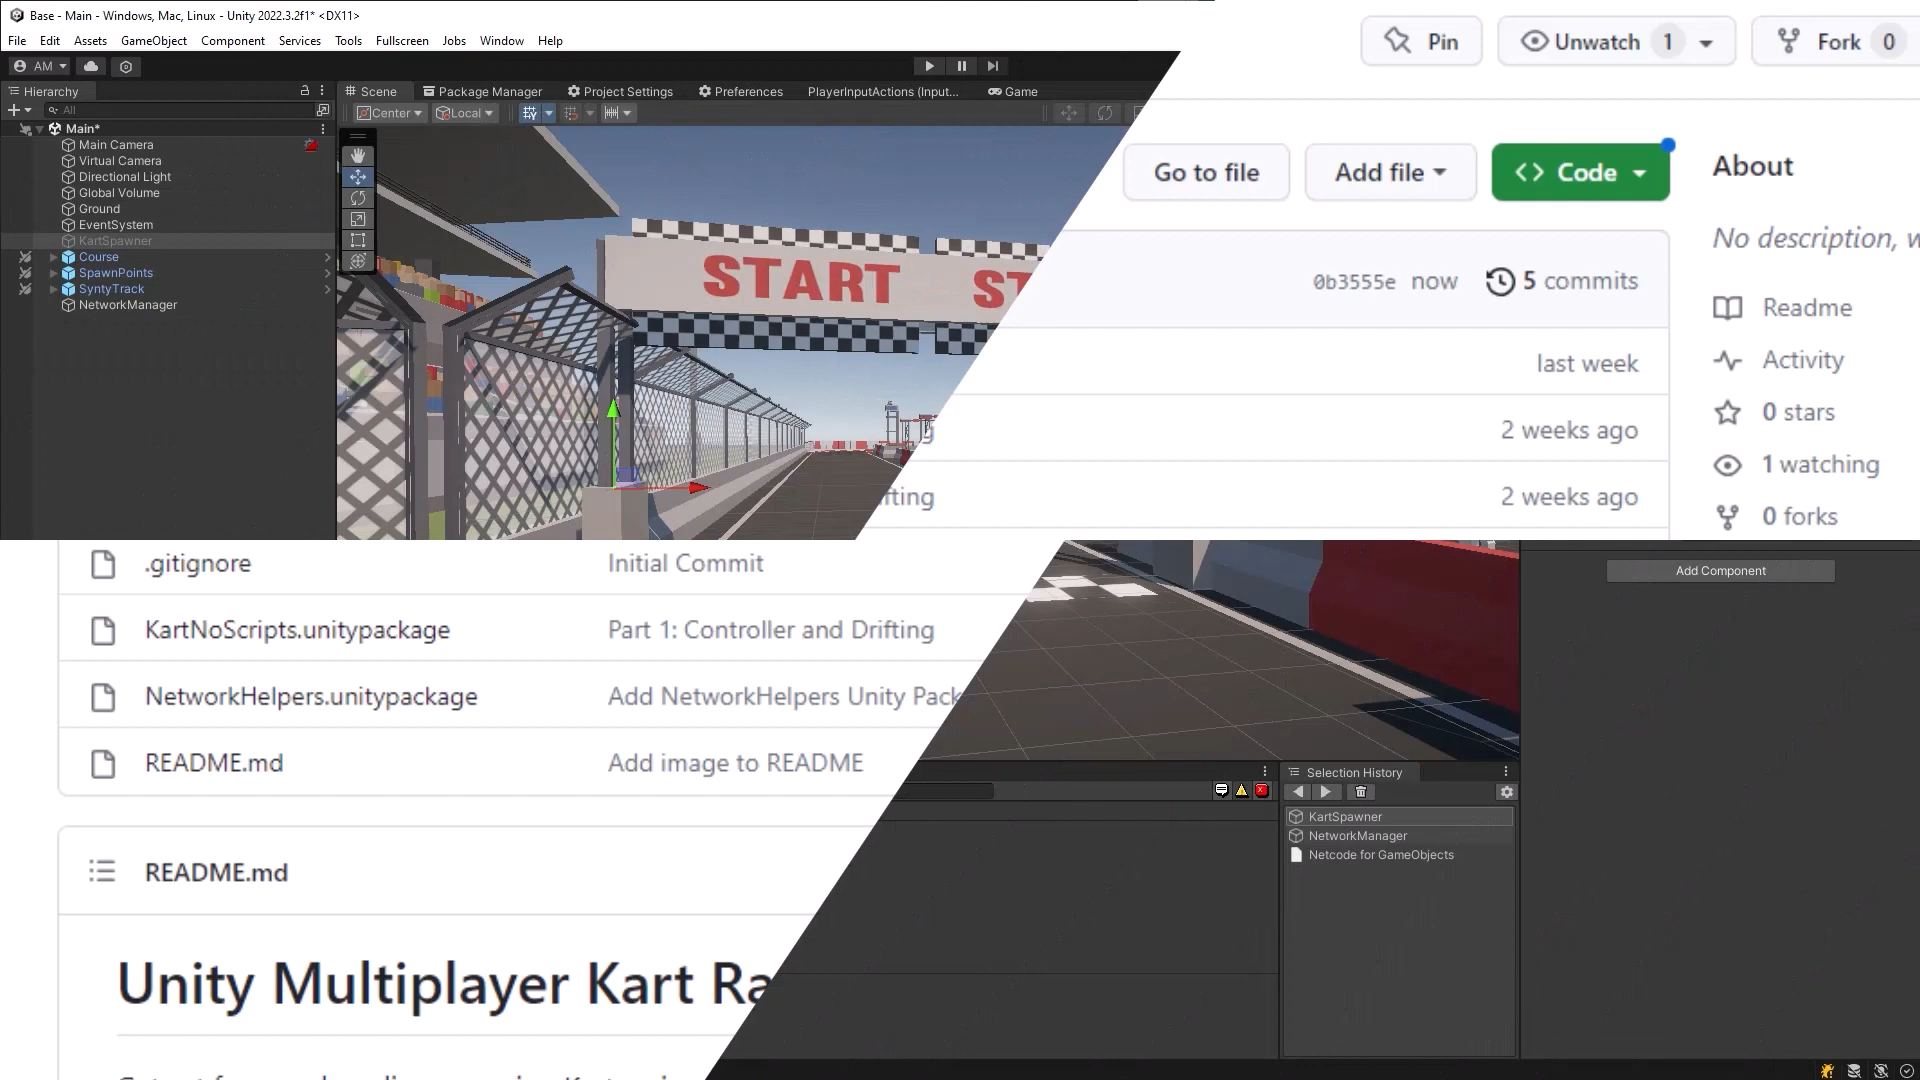 Base - Main - Windows, Mac, Linux - Unity 2022.3.2f1* <DX11>
File Edit Assets GameObject Component Services Tools Fullscreen Jobs Window Help
AM
Hierarchy
All
Main*
Main Camera
Virtual Camera
Directional Light
Global Volume
Ground
EventSystem
KartSpawner
Course
SpawnPoints
SyntyTrack
NetworkManager
Scene Package Manager Project Settings Preferences PlayerInputActions (Input... Game
Center Local
START
Pin Unwatch 1 Fork 0
Go to file Add file Code
0b3555e now 5 commits
last week
2 weeks ago
2 weeks ago
About
No description, w
Readme
Activity
0 stars
1 watching
0 forks
.gitignore Initial Commit
KartNoScripts.unitypackage Part 1: Controller and Drifting
NetworkHelpers.unitypackage Add NetworkHelpers Unity Pack
README.md Add image to README
README.md
Unity Multiplayer Kart Ra
Add Component
Selection History
KartSpawner
NetworkManager
Netcode for GameObjects